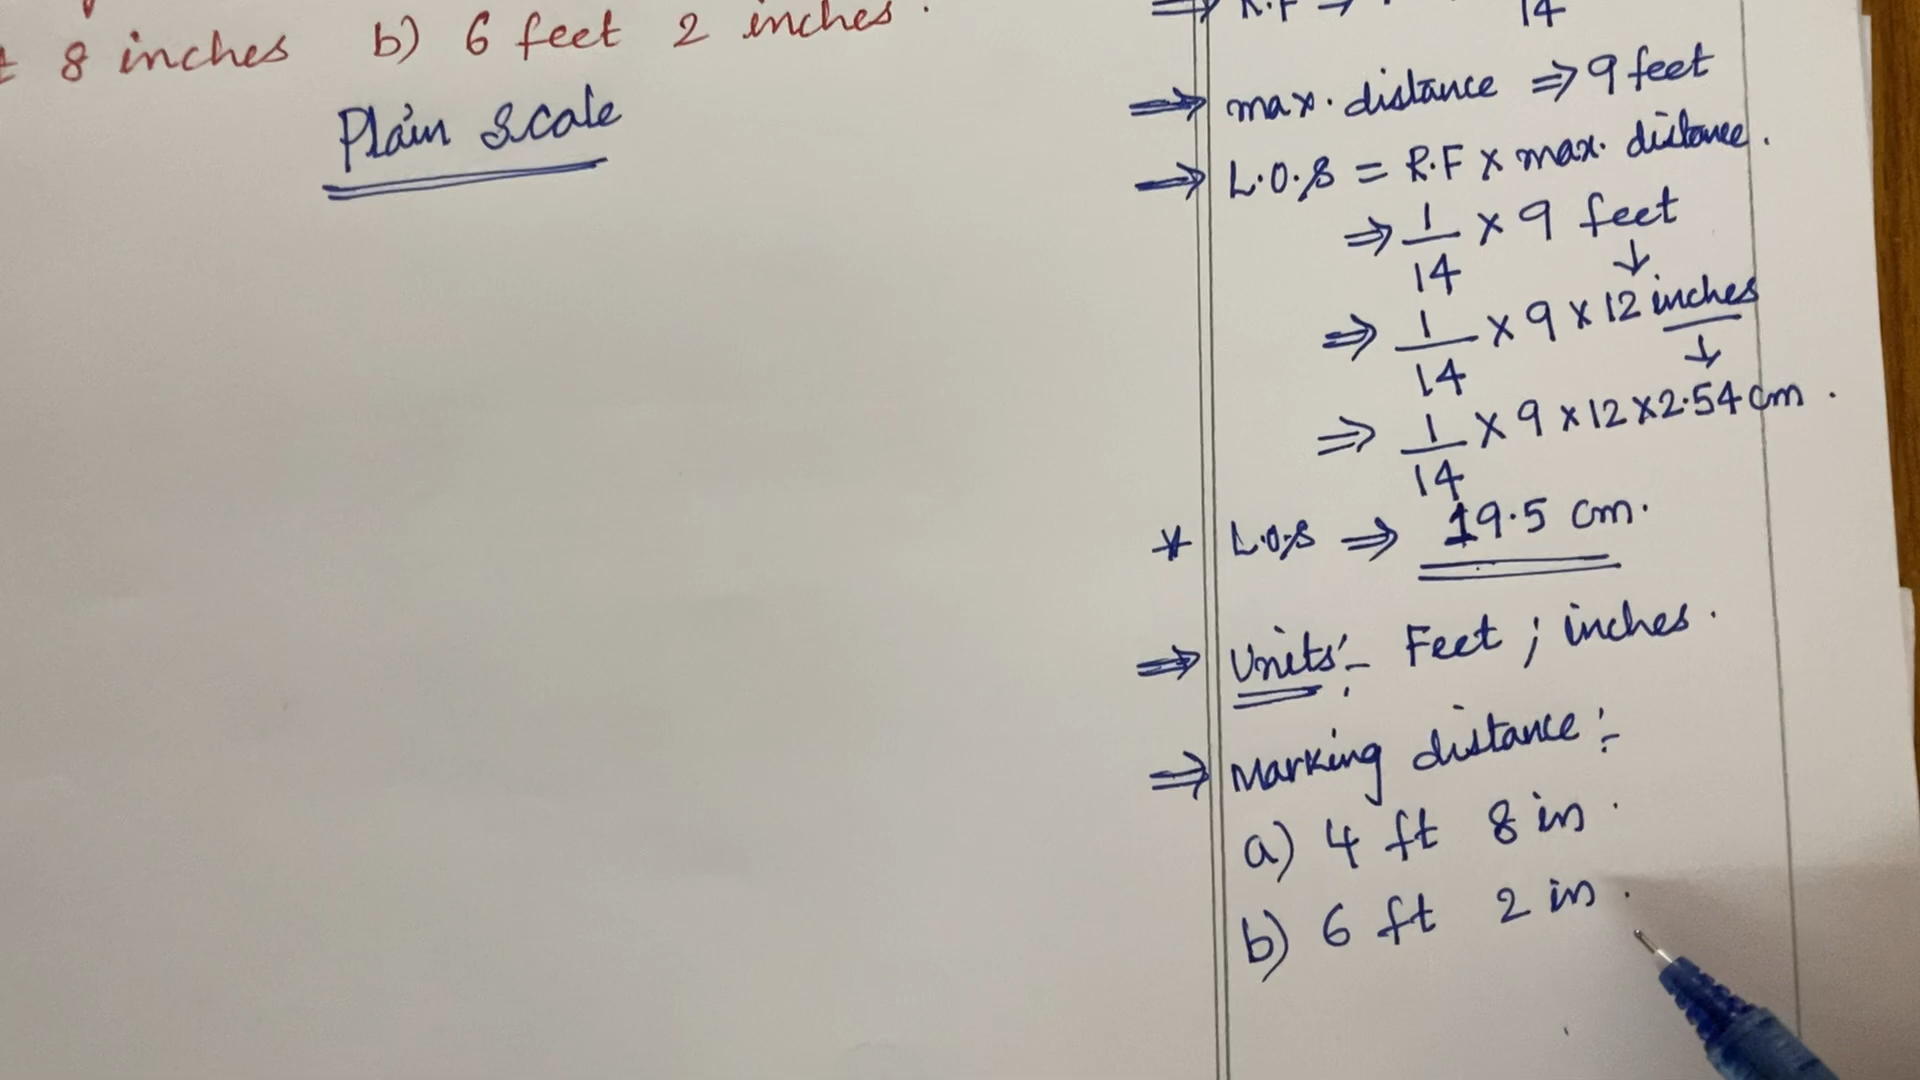 8 inches b) 6 feet 2 inches.
Plain scale
⇒ R.F → 14
⇒ max. distance ⇒ 9 feet
⇒ L.O.S = R.F x max. distance.
⇒ 1/14 x 9 feet
↓
⇒ 1/14 x 9 x 12 inches
↓
⇒ 1/14 x 9 x 12 x 2.54 cm.
* L.O.S ⇒ 19.5 cm.
⇒ Units:- Feet ; inches.
⇒ Marking distance:-
a) 4 ft 8 in.
b) 6 ft 2 in.